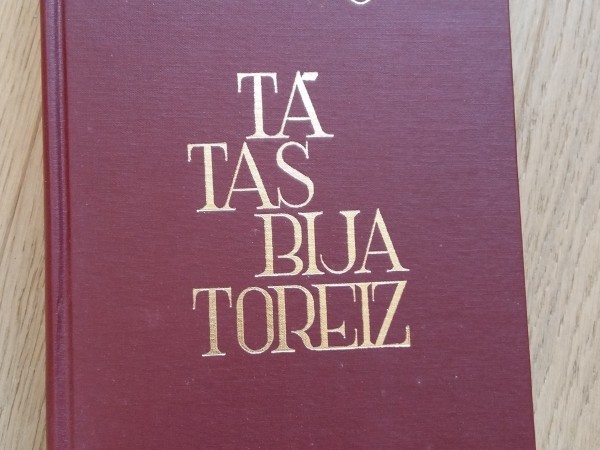 TĀ
TAS
BIJA
TOREIZ